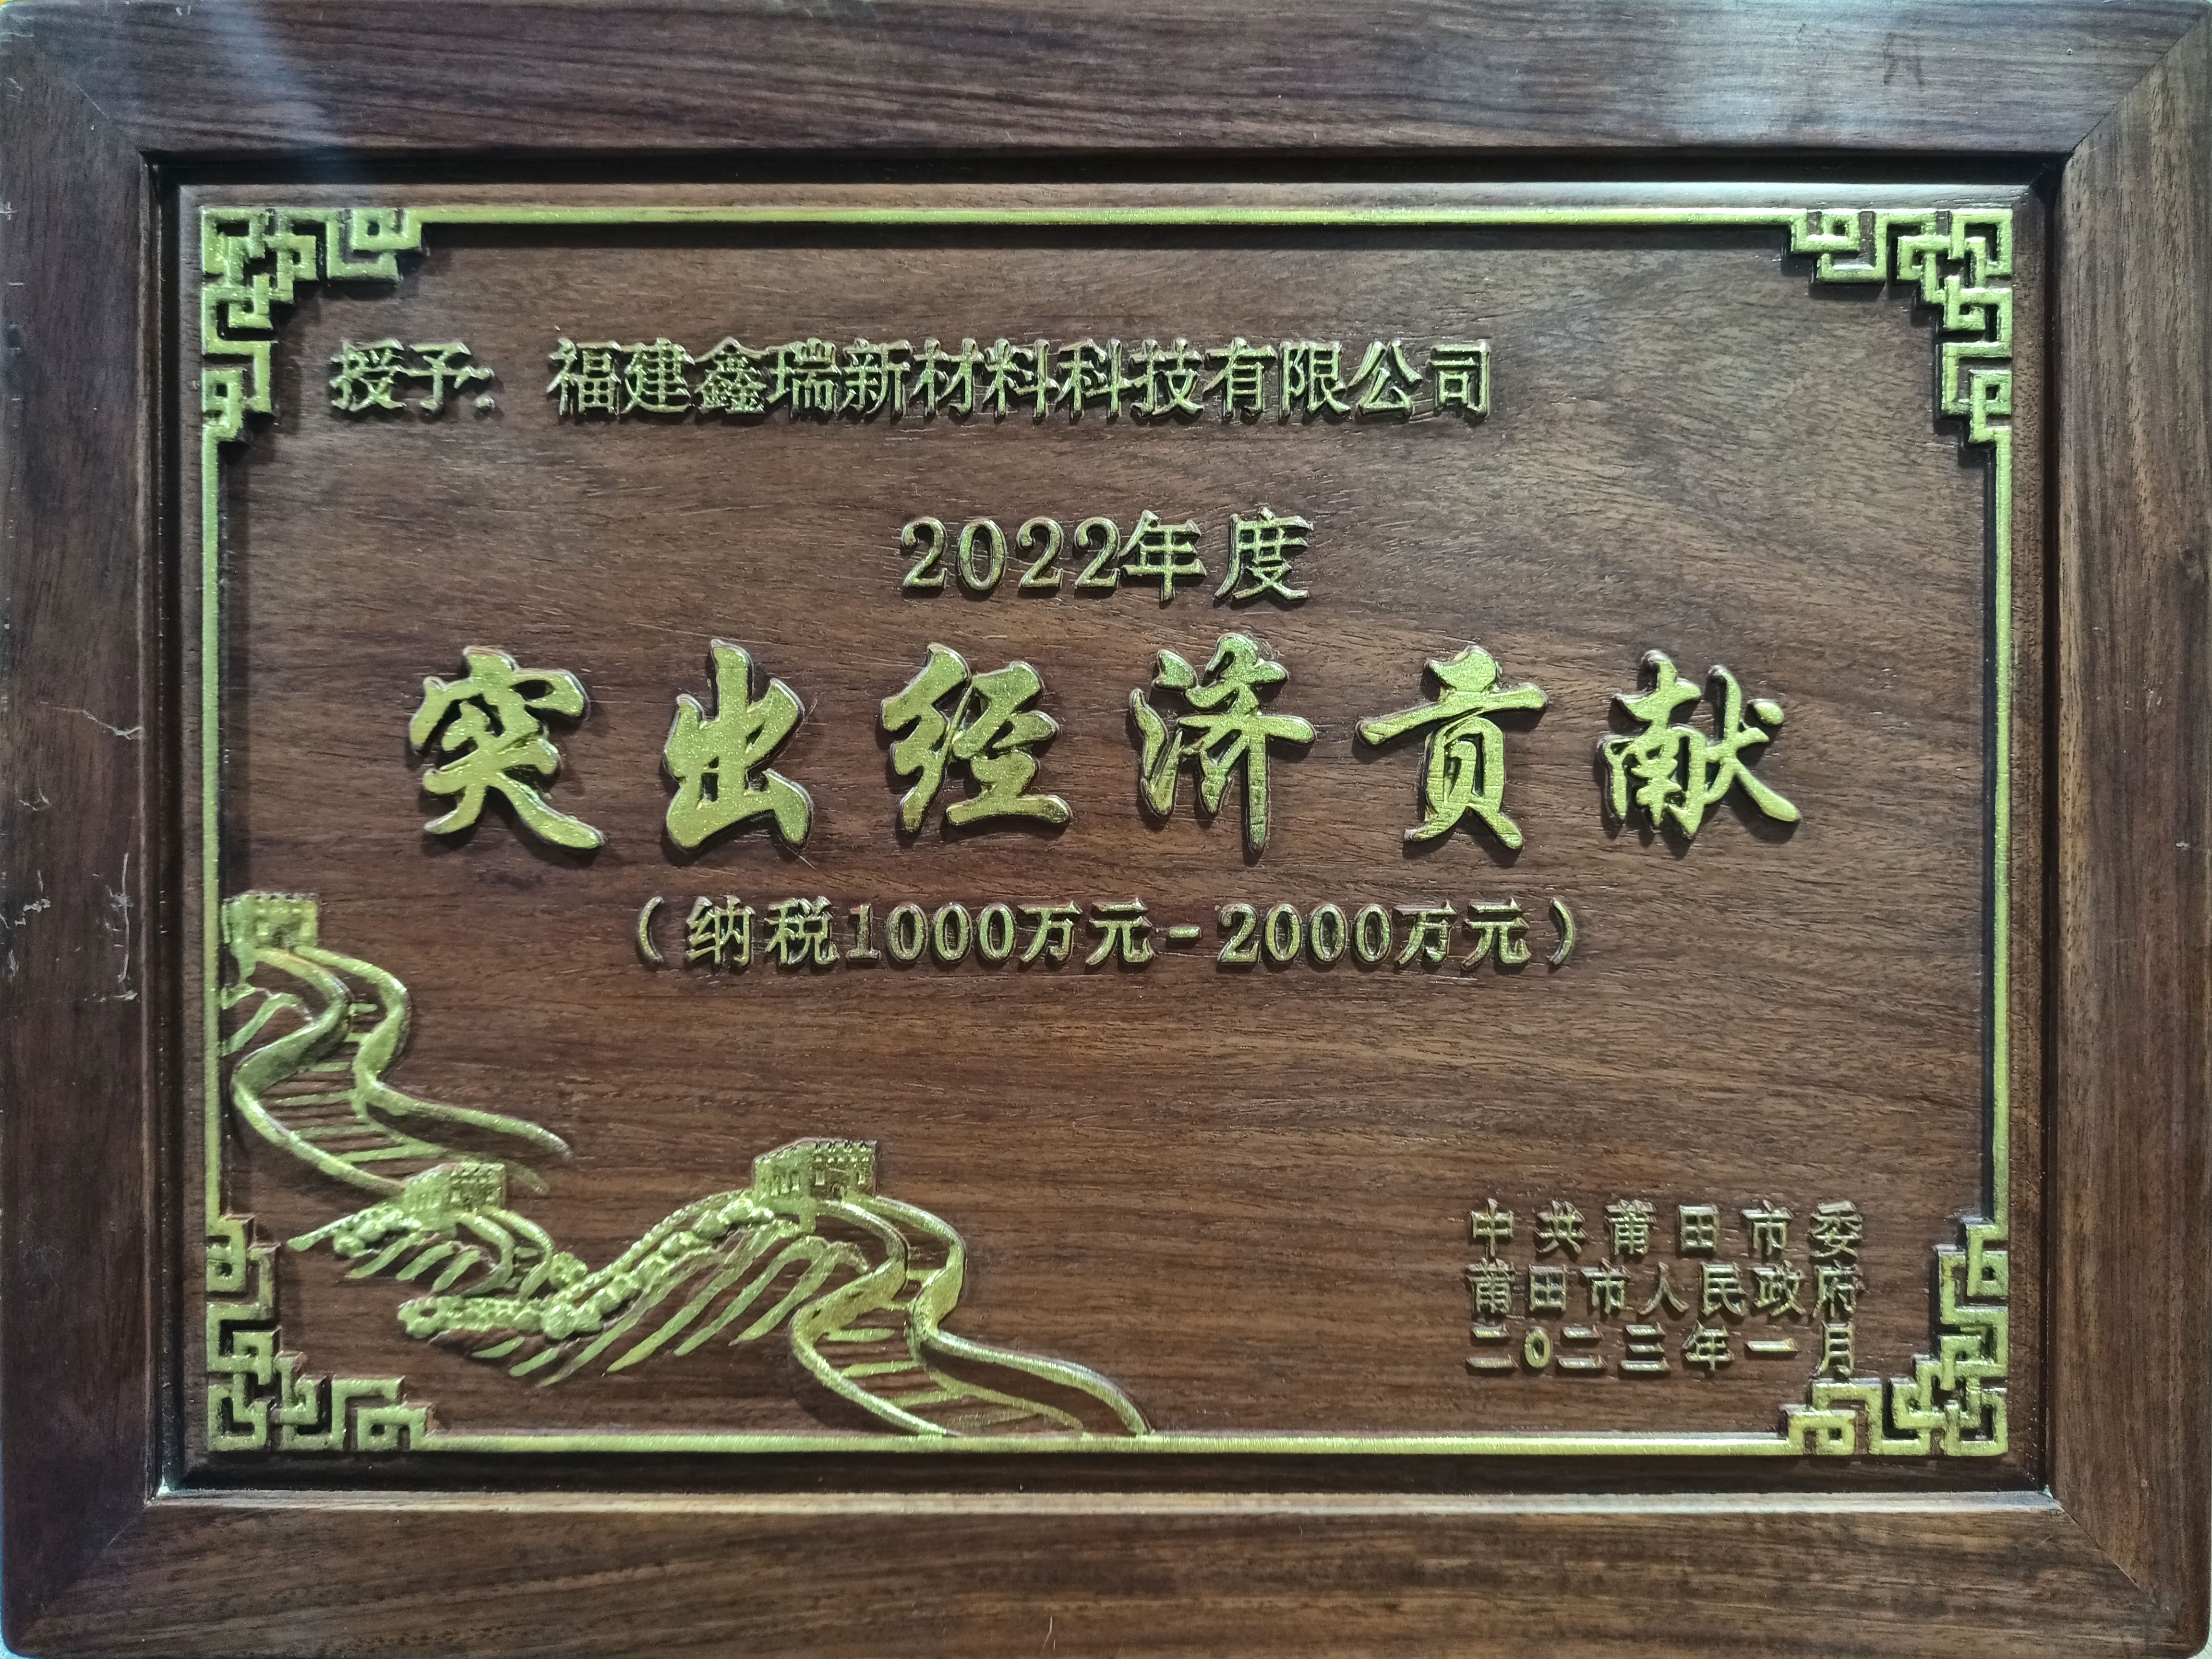 授予： 福建鑫瑞新材料科技有限公司
2022年度
突出经济贡献
（纳税1000万元-2000万元）
中共莆田市委
莆田市人民政府
二0二三年一月